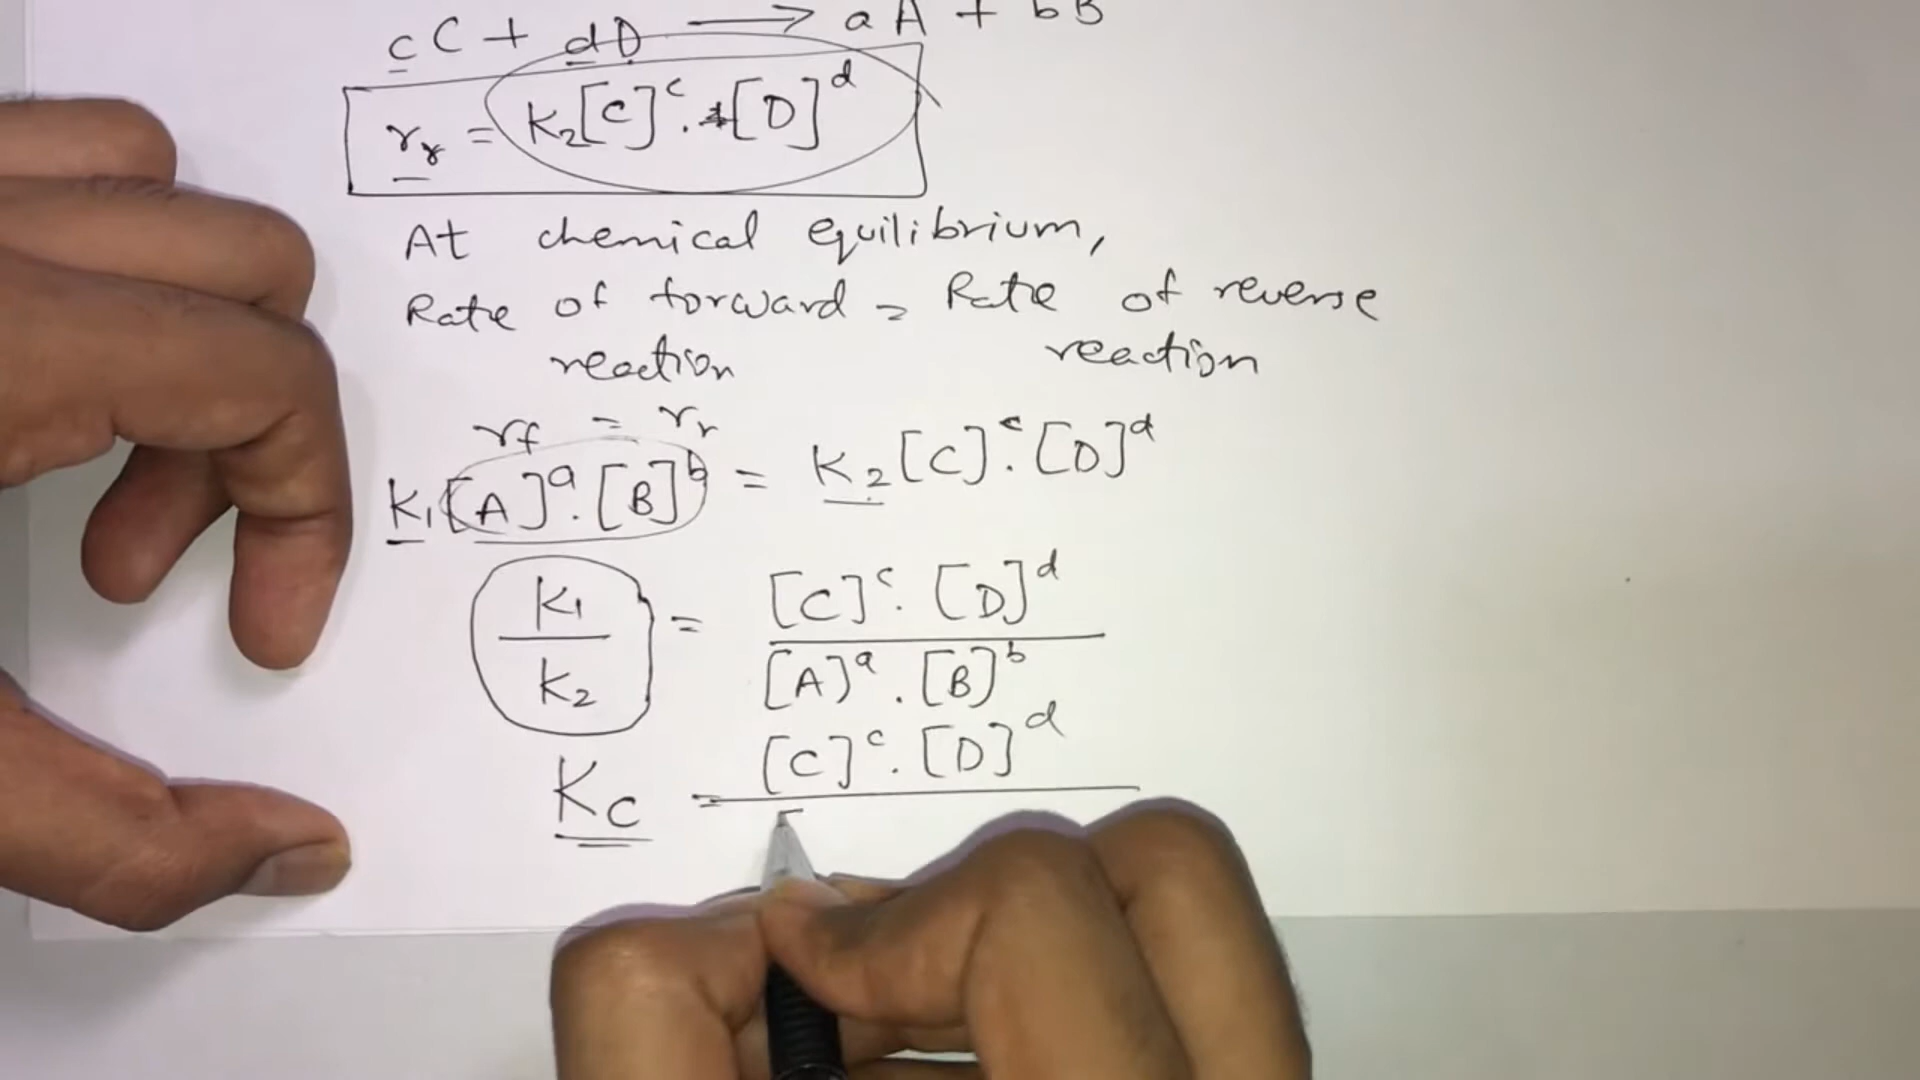 cC + dD ⟶ aA + bB
r_r = K₂[C]ᶜ.[D]ᵈ
At chemical equilibrium,
Rate of forward = Rate of reverse
reaction reaction
rf = r_r
K₁[A]ᵃ.[B]ᵇ = K₂[C]ᶜ.[D]ᵈ
K₁/K₂ = [C]ᶜ.[D]ᵈ/[A]ᵃ.[B]ᵇ
Kc = [C]ᶜ.[D]ᵈ